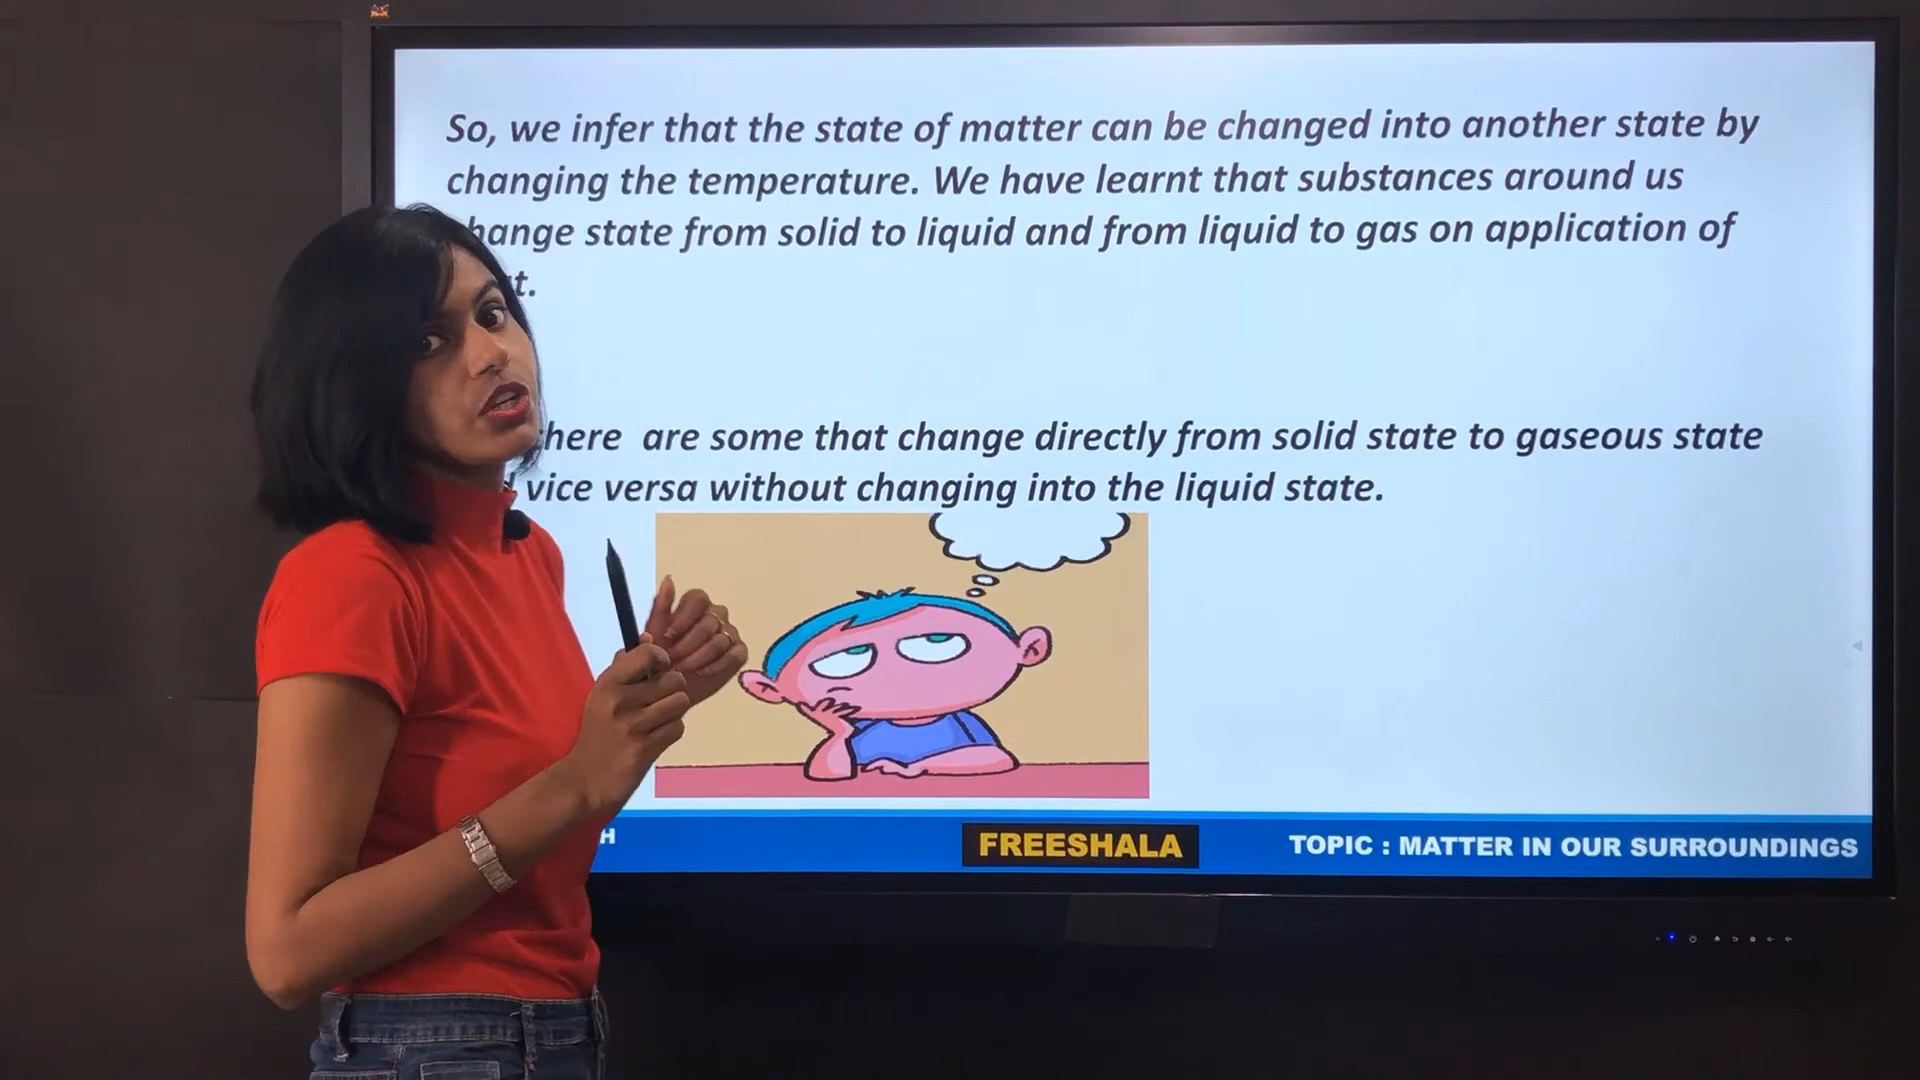 So, we infer that the state of matter can be changed into another state by
changing the temperature. We have learnt that substances around us
change state from solid to liquid and from liquid to gas on application of
here are some that change directly from solid state to gaseous state
vice versa without changing into the liquid state.
FREESHALA
TOPIC : MATTER IN OUR SURROUNDINGS